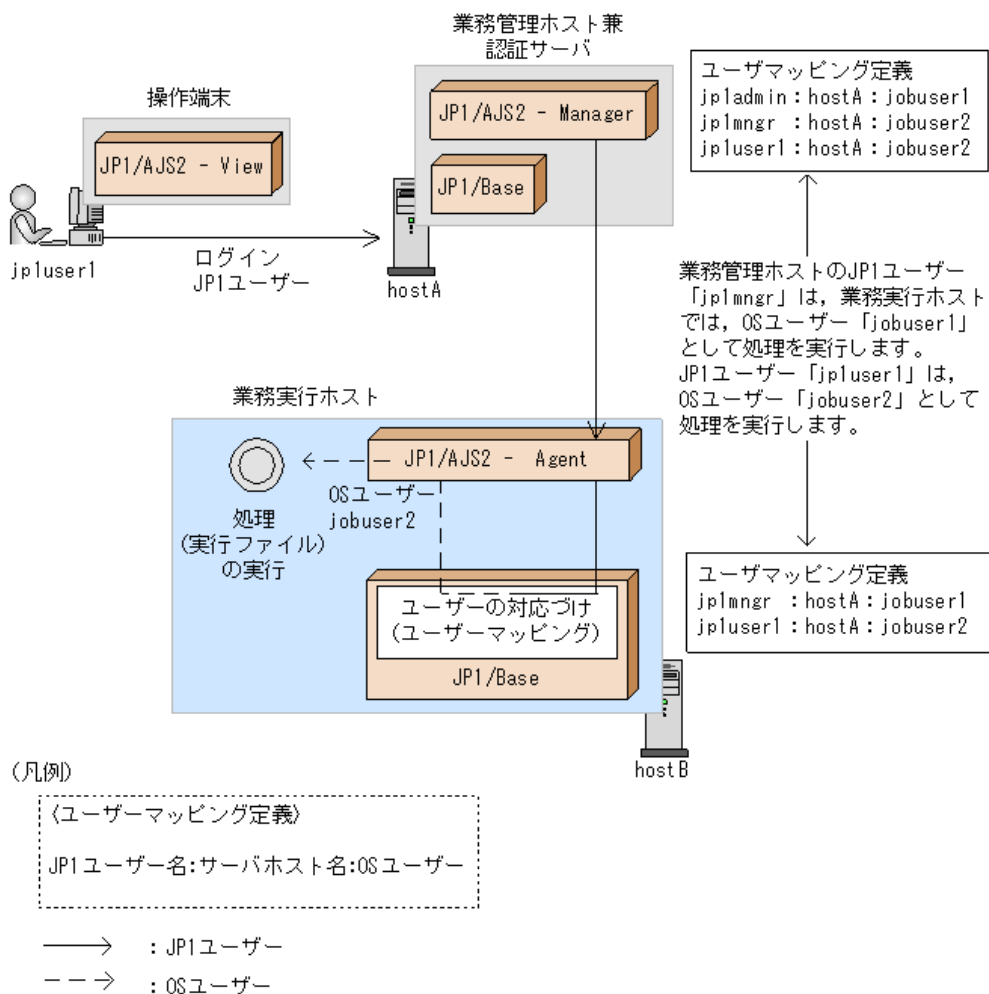 業務管理ホスト兼
認証サーバ
操作端末
JP1/AJS2 - View
JP1/AJS2 - Manager
JP1/Base
ユーザマッピング定義
jp1admin:hostA:jobuser1
jp1mngr :hostA:jobuser2
jp1user1:hostA:jobuser2
jp1user1
ログイン
JP1ユーザー
hostA
業務管理ホストのJP1ユーザー
「jp1mngr」は,業務実行ホスト
では,OSユーザー「jobuser1」
として処理を実行します。
JP1ユーザー「jp1user1」は,
OSユーザー「jobuser2」として
処理を実行します。
業務実行ホスト
JP1/AJS2 - Agent
OSユーザー
jobuser2
処理
(実行ファイル)
の実行
ユーザーの対応づけ
(ユーザーマッピング)
JP1/Base
ユーザマッピング定義
jp1mngr :hostA:jobuser1
jp1user1:hostA:jobuser2
hostB
(凡例)
〈ユーザーマッピング定義〉
JP1ユーザー名:サーバホスト名:OSユーザー
:JP1ユーザー
:OSユーザー